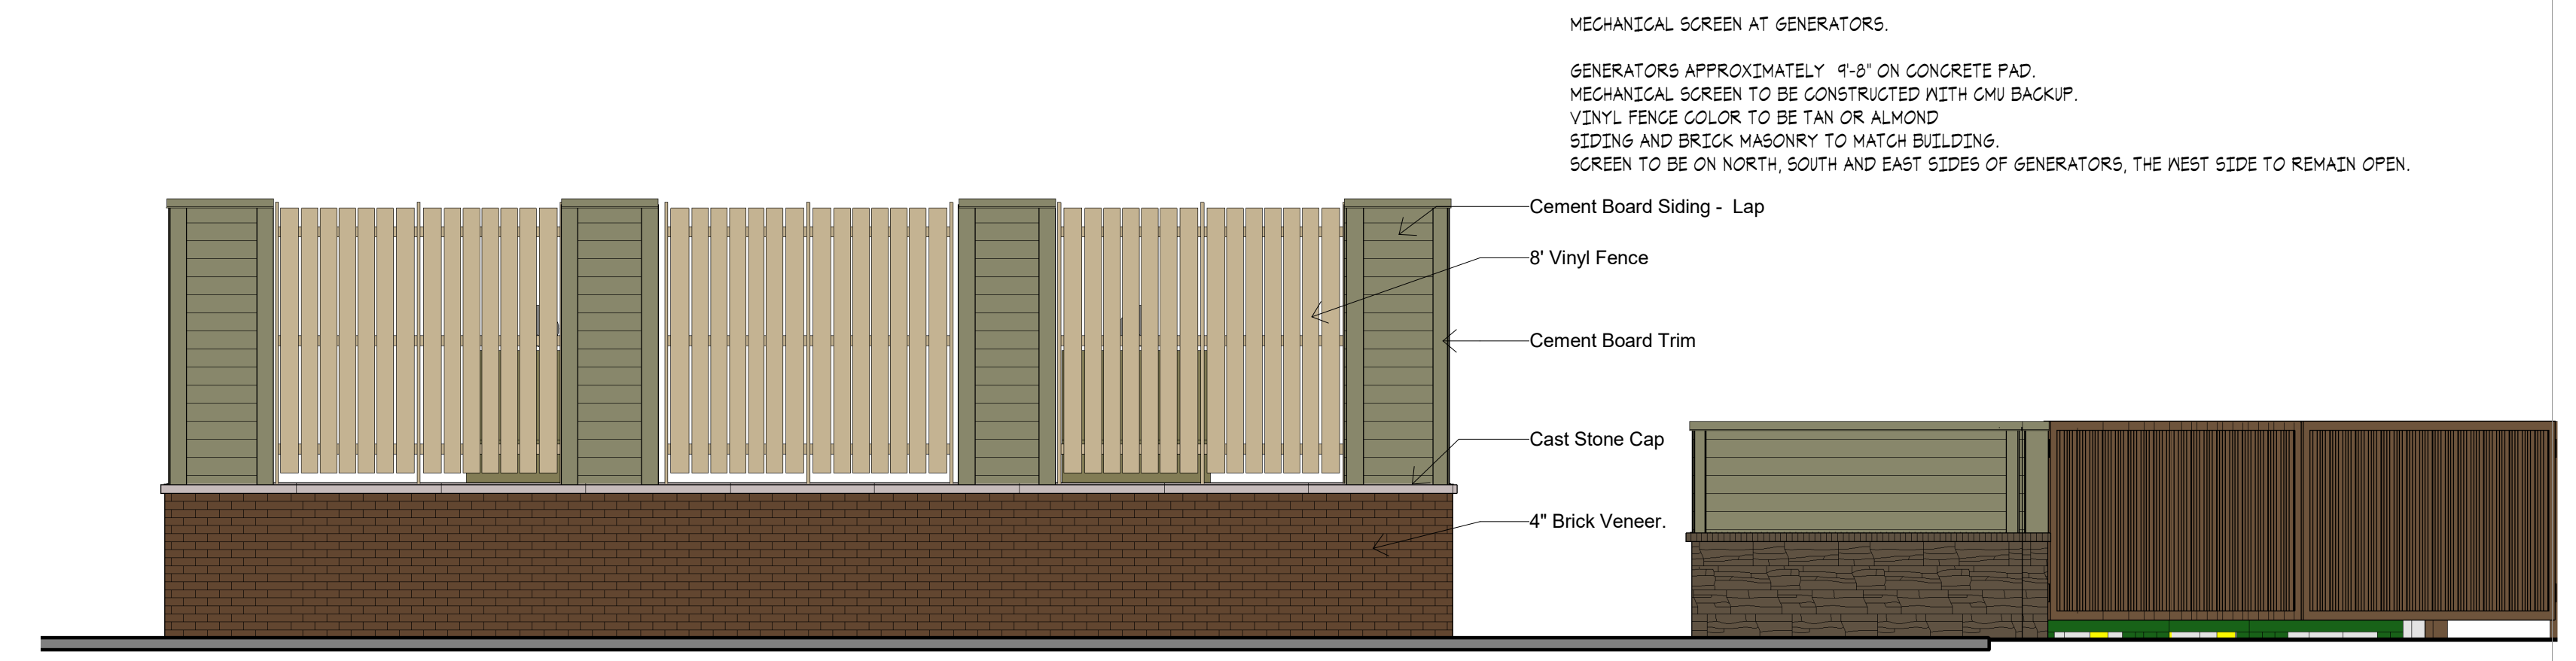 MECHANICAL SCREEN AT GENERATORS.
GENERATORS APPROXIMATELY 9'-8" ON CONCRETE PAD.
MECHANICAL SCREEN TO BE CONSTRUCTED WITH CMU BACKUP.
VINYL FENCE COLOR TO BE TAN OR ALMOND
SIDING AND BRICK MASONRY TO MATCH BUILDING.
SCREEN TO BE ON NORTH, SOUTH AND EAST SIDES OF GENERATORS, THE WEST SIDE TO REMAIN OPEN.
Cement Board Siding - Lap
8' Vinyl Fence
Cement Board Trim
Cast Stone Cap
4" Brick Veneer.